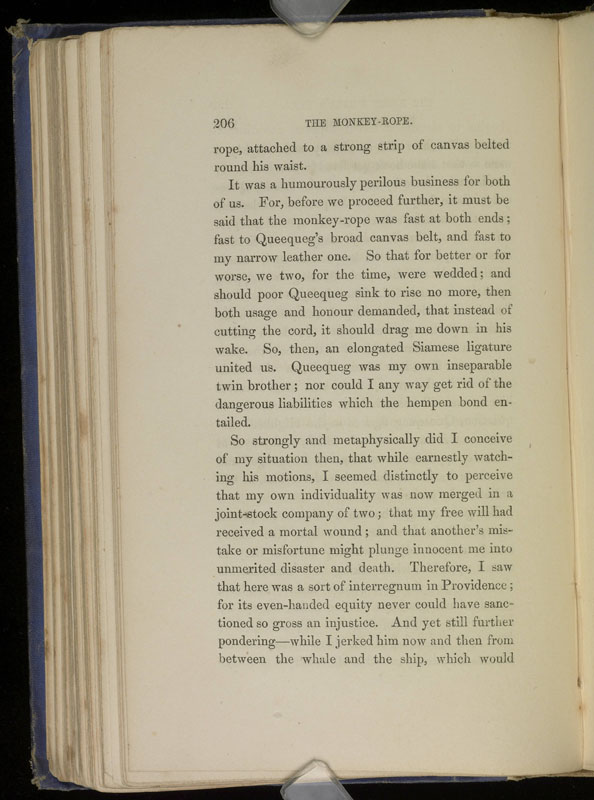 206 THE MONKEY-ROPE.
rope, attached to a strong strip of canvas belted
round his waist.
It was a humourously perilous business for both
of us. For, before we proceed further, it must be
said that the monkey-rope was fast at both ends;
fast to Queequeg's broad canvas belt, and fast to
my narrow leather one. So that for better or for
worse, we two, for the time, were wedded; and
should poor Queequeg sink to rise no more, then
both usage and honour demanded, that instead of
cutting the cord, it should drag me down in his
wake. So, then, an elongated Siamese ligature
united us. Queequeg was my own inseparable
twin brother; nor could I any way get rid of the
dangerous liabilities which the hempen bond en-
tailed.
So strongly and metaphysically did I conceive
of my situation then, that while earnestly watch-
ing his motions, I seemed distinctly to perceive
that my own individuality was now merged in a
joint-stock company of two; that my free will had
received a mortal wound; and that another's mis-
take or misfortune might plunge innocent me into
unmerited disaster and death. Therefore, I saw
that here was a sort of interregnum in Providence;
for its even-handed equity never could have sanc-
tioned so gross an injustice. And yet still further
pondering—while I jerked him now and then from
between the whale and the ship, which would